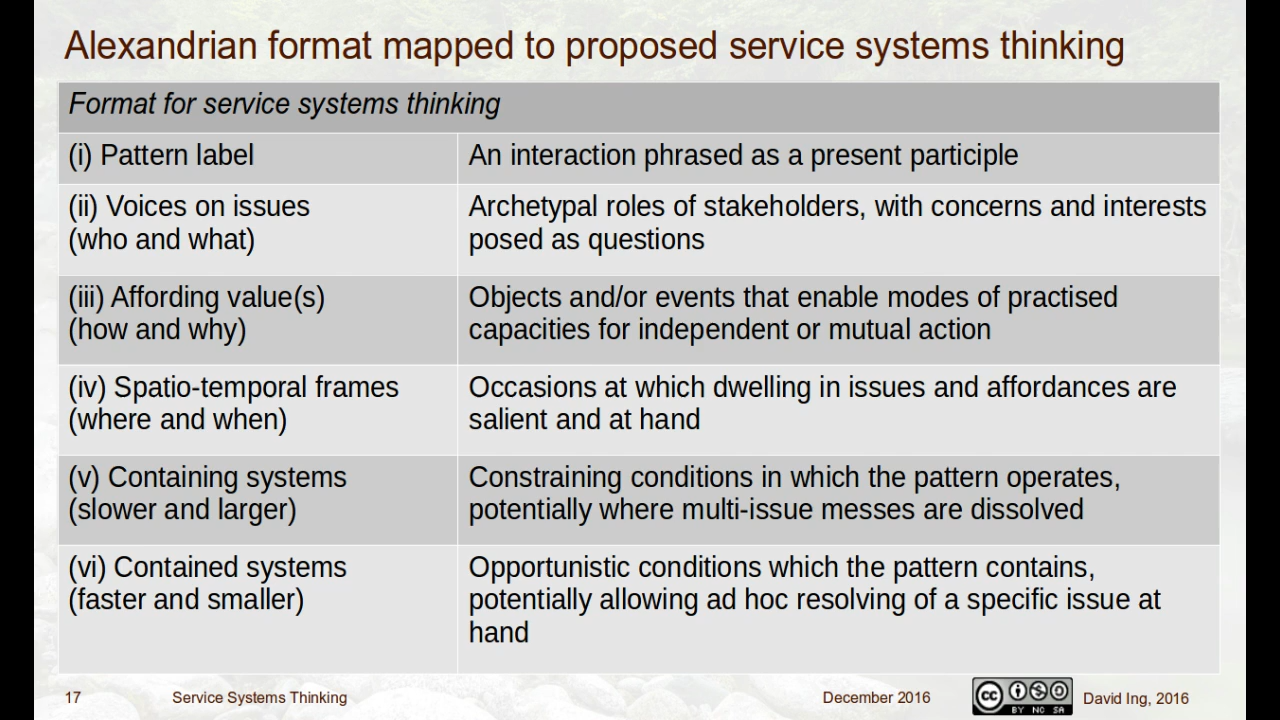 Alexandrian format mapped to proposed service systems thinking
Format for service systems thinking
(i) Pattern label
An interaction phrased as a present participle
(ii) Voices on issues
(who and what)
Archetypal roles of stakeholders, with concerns and interests
posed as questions
(iii) Affording value(s)
(how and why)
Objects and/or events that enable modes of practised
capacities for independent or mutual action
(iv) Spatio-temporal frames
(where and when)
Occasions at which dwelling in issues and affordances are
salient and at hand
(v) Containing systems
(slower and larger)
Constraining conditions in which the pattern operates,
potentially where multi-issue messes are dissolved
(vi) Contained systems
(faster and smaller)
Opportunistic conditions which the pattern contains,
potentially allowing ad hoc resolving of a specific issue at
hand
17
Service Systems Thinking
December 2016
cc
BY NC SA
David Ing, 2016